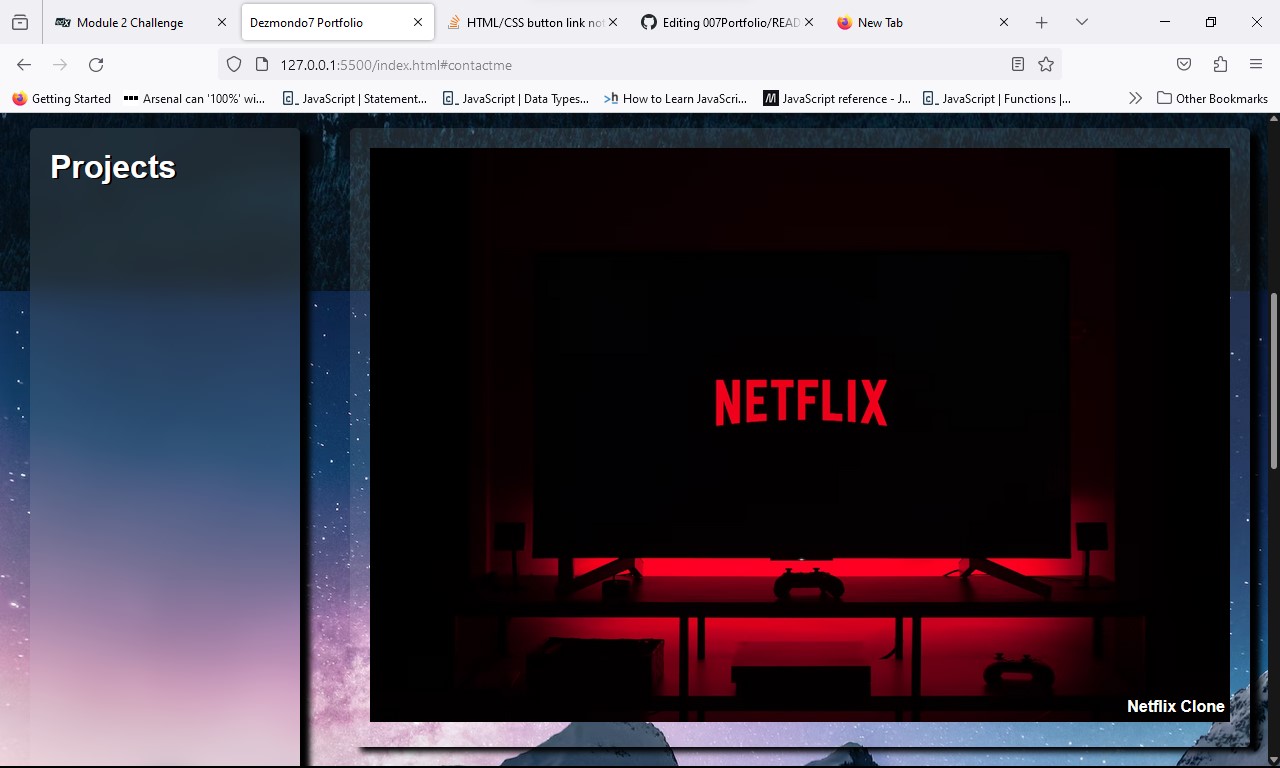 Module 2 Challenge
Dezmondo7 Portfolio
HTML/CSS button link not
Editing 007Portfolio/READ
New Tab
127.0.0.1:5500/index.html#contactme
Getting Started
Arsenal can '100%' wi...
JavaScript | Statement...
JavaScript | Data Types...
How to Learn JavaScri...
JavaScript reference - J...
JavaScript | Functions |...
Other Bookmarks
Projects
NETFLIX
Netflix Clone